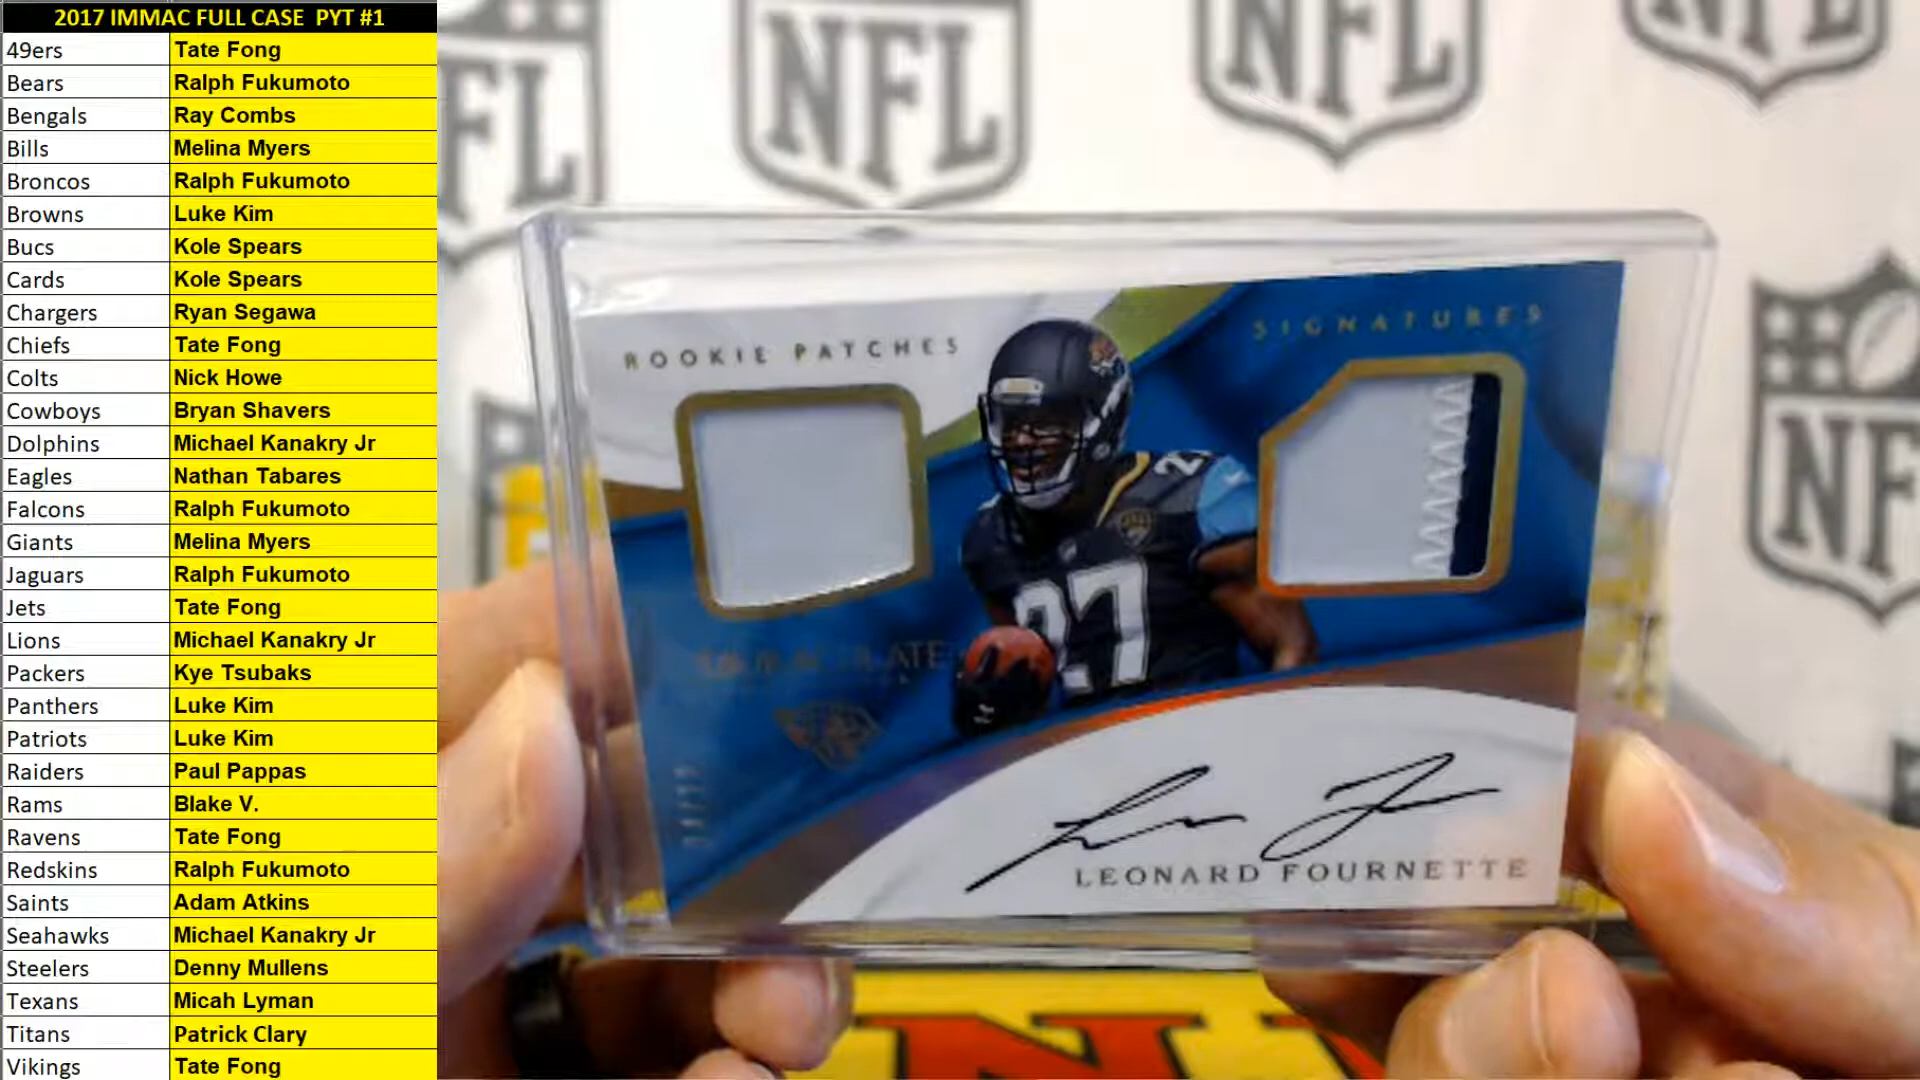 2017 IMMAC FULL CASE PYT #1
49ers Tate Fong
Bears Ralph Fukumoto
Bengals Ray Combs
Bills Melina Myers
Broncos Ralph Fukumoto
Browns Luke Kim
Bucs Kole Spears
Cards Kole Spears
Chargers Ryan Segawa
Chiefs Tate Fong
Colts Nick Howe
Cowboys Bryan Shavers
Dolphins Michael Kanakry Jr
Eagles Nathan Tabares
Falcons Ralph Fukumoto
Giants Melina Myers
Jaguars Ralph Fukumoto
Jets Tate Fong
Lions Michael Kanakry Jr
Packers Kye Tsubaks
Panthers Luke Kim
Patriots Luke Kim
Raiders Paul Pappas
Rams Blake V.
Ravens Tate Fong
Redskins Ralph Fukumoto
Saints Adam Atkins
Seahawks Michael Kanakry Jr
Steelers Denny Mullens
Texans Micah Lyman
Titans Patrick Clary
Vikings Tate Fong
NFL NFL NFL
NFL
ROOKIE PATCHES SIGNATURES
27
27
IMMACULATE
LEONARD FOURNETTE